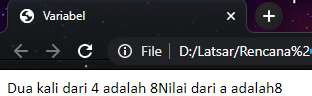 Variabel
File D:/Latsar/Rencana%2
Dua kali dari 4 adalah 8Nilai dari a adalah8